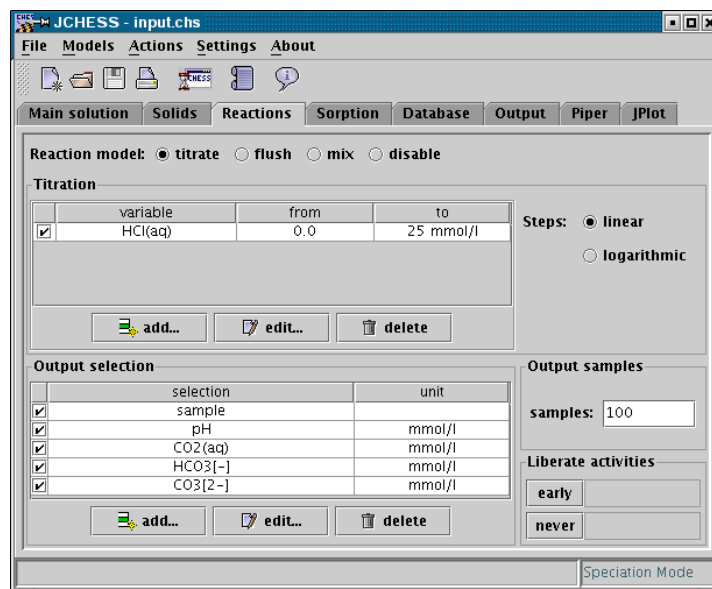 JCHESS - input.chs
File Models Actions Settings About
CHESS
Main solution Solids Reactions Sorption Database Output Piper JPlot
Reaction model: titrate flush mix disable
Titration
variable from to
HCl(aq) 0.0 25 mmol/l
Steps: linear
logarithmic
add... edit... delete
Output selection
selection unit
sample
pH mmol/l
CO2(aq) mmol/l
HCO3[-] mmol/l
CO3[2-] mmol/l
add... edit... delete
Output samples
samples: 100
Liberate activities
early
never
Speciation Mode